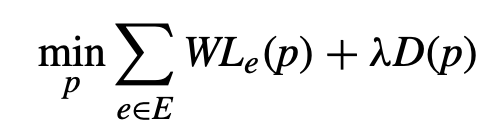 min_p ∑_{e∈E} WL_e(p) + λD(p)